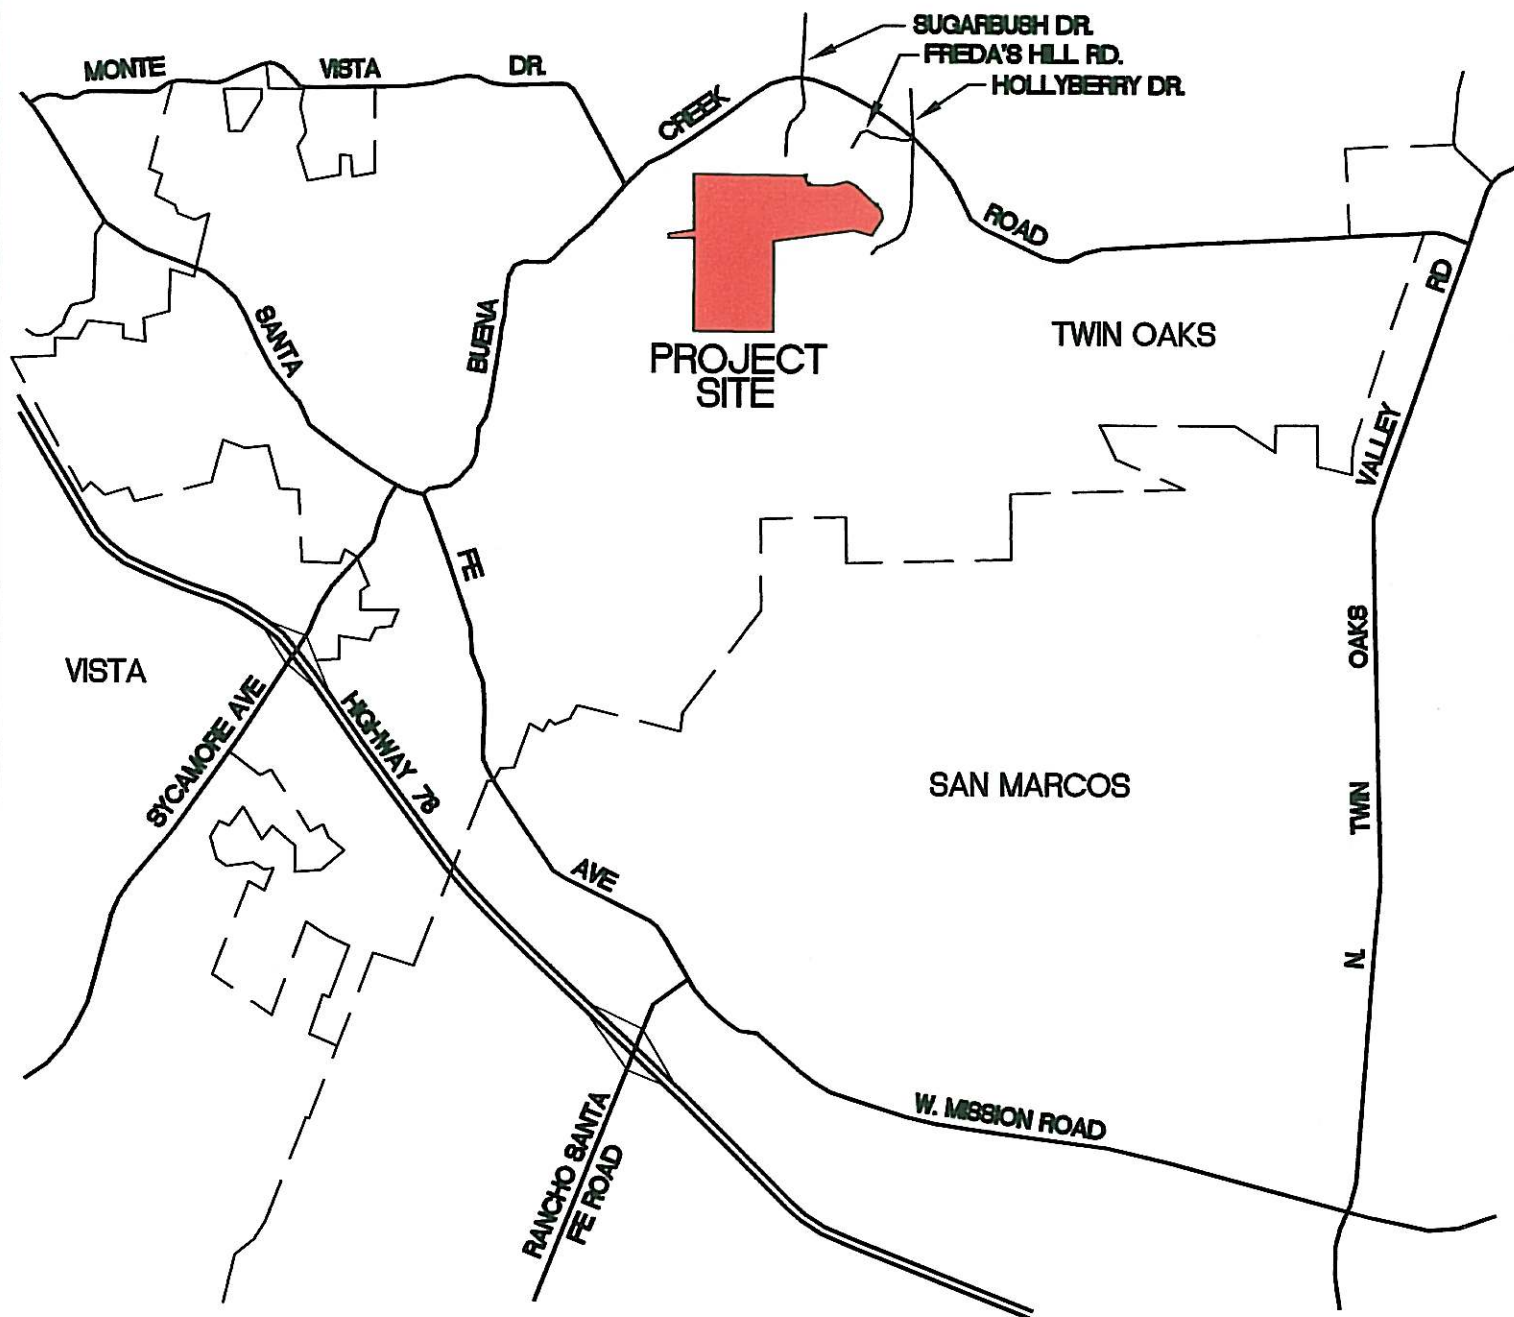 SUGARBUSH DR.
FREDA'S HILL RD.
HOLLYBERRY DR.
MONTE VISTA DR.
BUENA CREEK ROAD
SANTA FE AVE
PROJECT
SITE
TWIN OAKS
N. TWIN OAKS VALLEY RD
VISTA
SYCAMORE AVE
HIGHWAY 78
SAN MARCOS
W. MISSION ROAD
RANCHO SANTA
FE ROAD